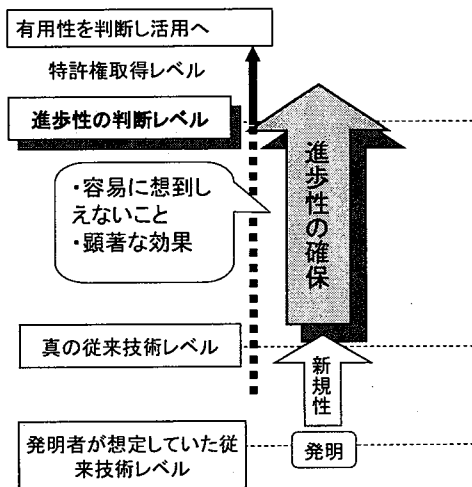 有用性を判断し活用へ
特許権取得レベル
進歩性の判断レベル
・容易に想到し
えないこと
・顕著な効果
進歩性の確保
真の従来技術レベル
新規性
発明者が想定していた従
来技術レベル
発明